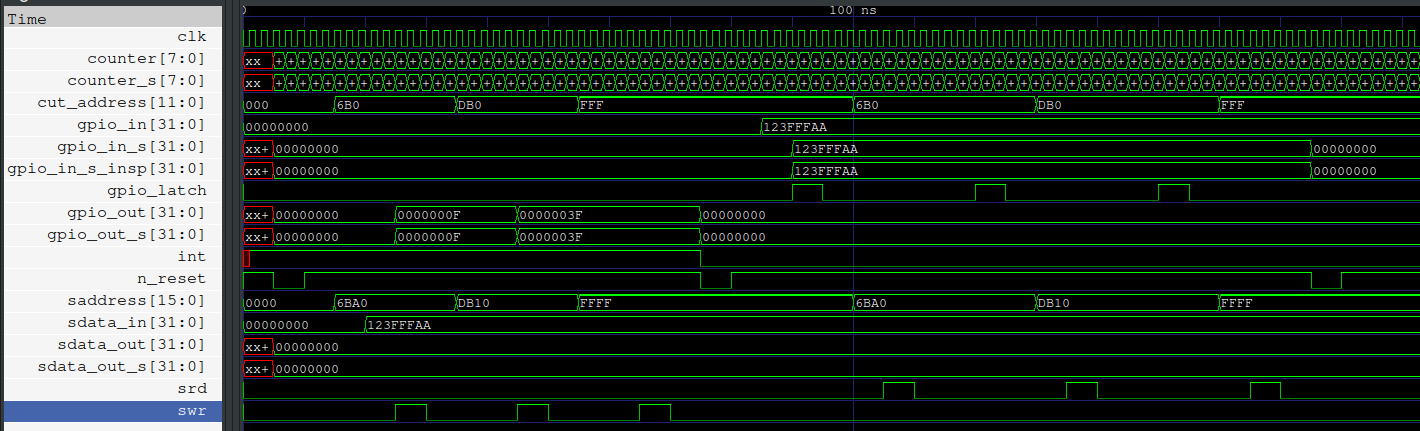 Time
0 100 ns
clk
counter[7:0] xx + + + + + + + + + + + + + + + + + + + + + + + + + + + + + + + + + + + + + + + + + + + + + + +
counter_s[7:0] xx + + + + + + + + + + + + + + + + + + + + + + + + + + + + + + + + + + + + + + + + + + + + + + +
cut_address[11:0] 000 6B0 DB0 FFF 6B0 DB0 FFF
gpio_in[31:0] 00000000 123FFFAA
gpio_in_s[31:0] xx+ 00000000 123FFFAA 00000000
gpio_in_s_insp[31:0] xx+ 00000000 123FFFAA 00000000
gpio_latch
gpio_out[31:0] xx+ 00000000 0000000F 0000003F 00000000
gpio_out_s[31:0] xx+ 00000000 0000000F 0000003F 00000000
int
n_reset
saddress[15:0] 0000 6BA0 DB10 FFFF 6BA0 DB10 FFFF
sdata_in[31:0] 00000000 123FFFAA
sdata_out[31:0] xx+ 00000000
sdata_out_s[31:0] xx+ 00000000
srd
swr